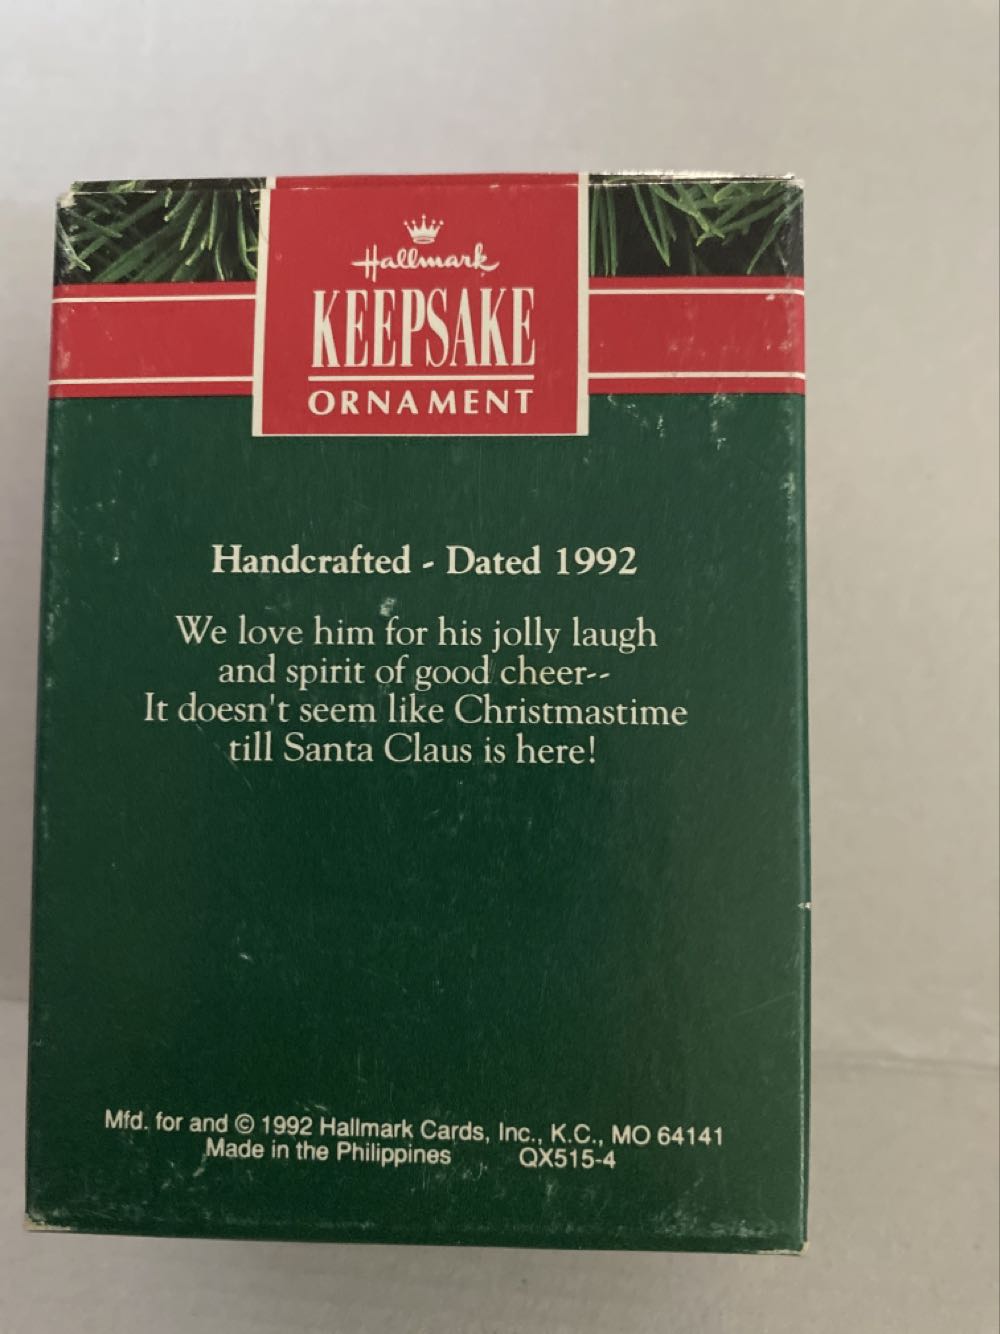 Hallmark
KEEPSAKE
ORNAMENT
Handcrafted - Dated 1992
We love him for his jolly laugh
and spirit of good cheer--
It doesn't seem like Christmastime
till Santa Claus is here!
Mfd. for and © 1992 Hallmark Cards, Inc., K.C., MO 64141
Made in the Philippines QX515-4